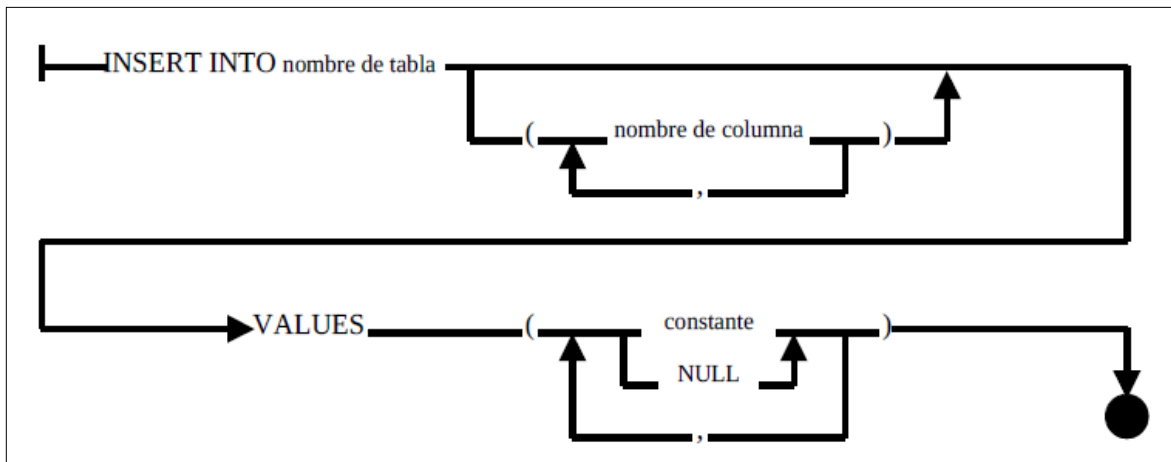 INSERT INTO nombre de tabla
( nombre de columna )
,
VALUES ( constante )
NULL
,